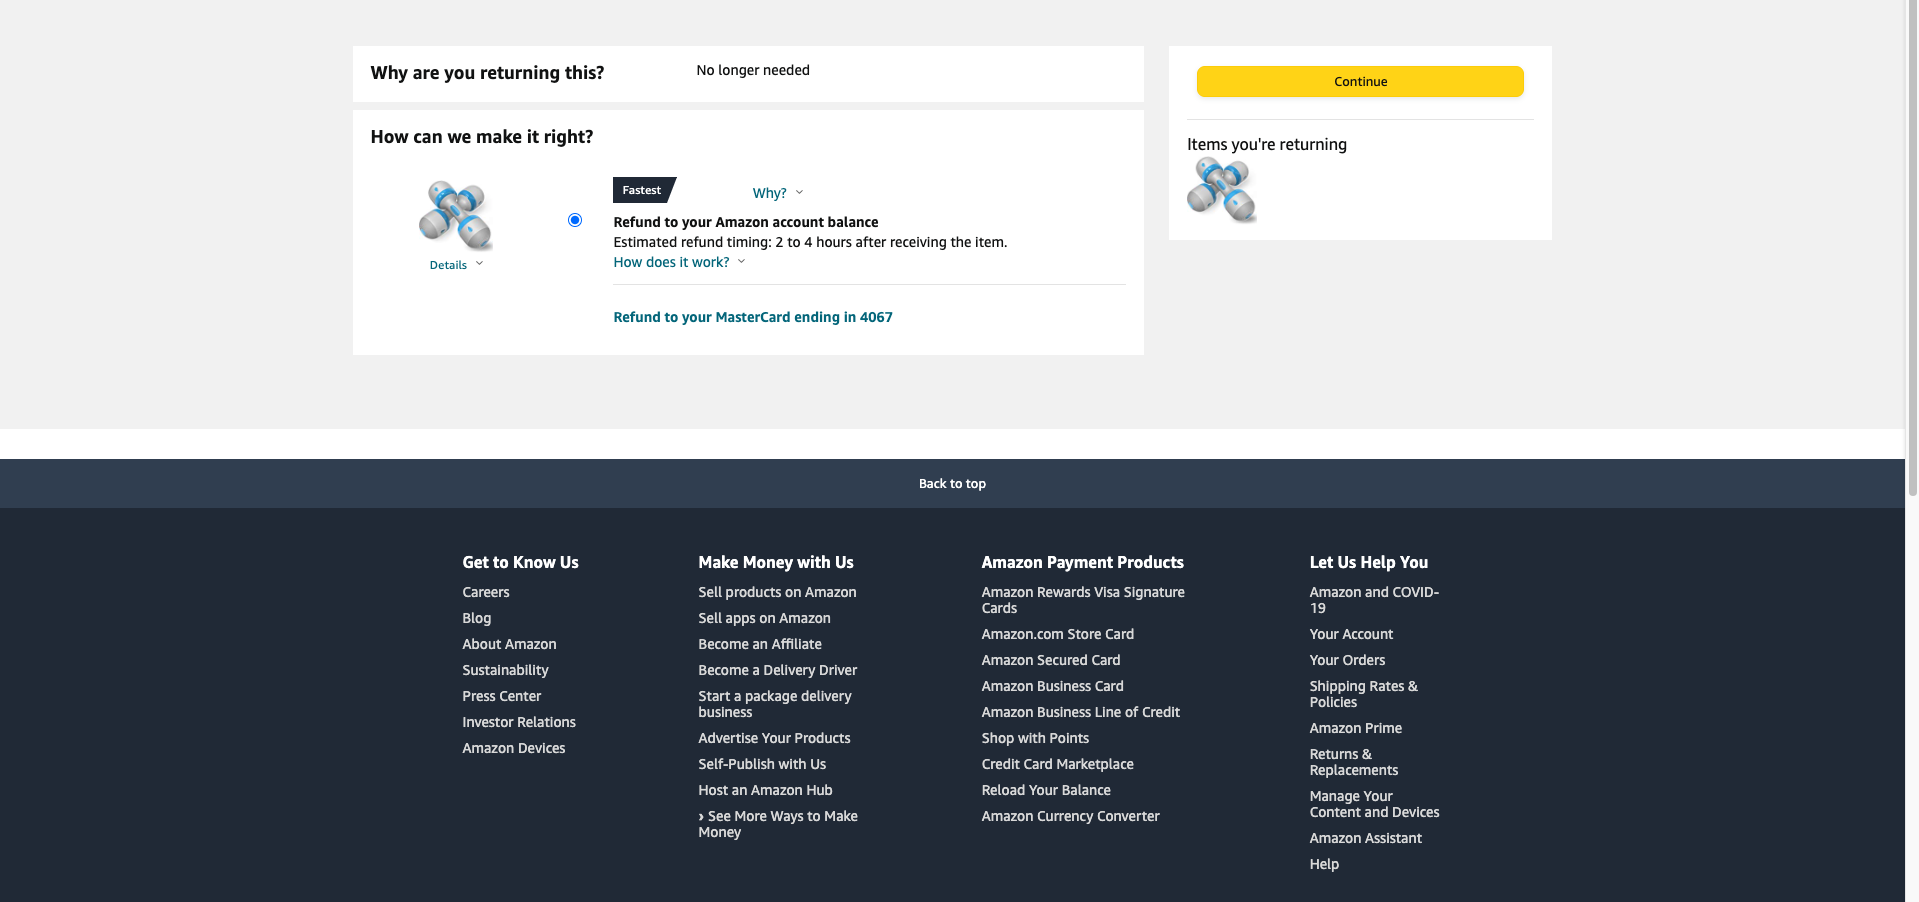 Why are you returning this?
No longer needed
How can we make it right?
Details
Fastest
Why?
Refund to your Amazon account balance
Estimated refund timing: 2 to 4 hours after receiving the item.
How does it work?
Refund to your MasterCard ending in 4067
Continue
Items you're returning
Back to top
Get to Know Us
Careers
Blog
About Amazon
Sustainability
Press Center
Investor Relations
Amazon Devices
Make Money with Us
Sell products on Amazon
Sell apps on Amazon
Become an Affiliate
Become a Delivery Driver
Start a package delivery
business
Advertise Your Products
Self-Publish with Us
Host an Amazon Hub
› See More Ways to Make
Money
Amazon Payment Products
Amazon Rewards Visa Signature
Cards
Amazon.com Store Card
Amazon Secured Card
Amazon Business Card
Amazon Business Line of Credit
Shop with Points
Credit Card Marketplace
Reload Your Balance
Amazon Currency Converter
Let Us Help You
Amazon and COVID-
19
Your Account
Your Orders
Shipping Rates &
Policies
Amazon Prime
Returns &
Replacements
Manage Your
Content and Devices
Amazon Assistant
Help